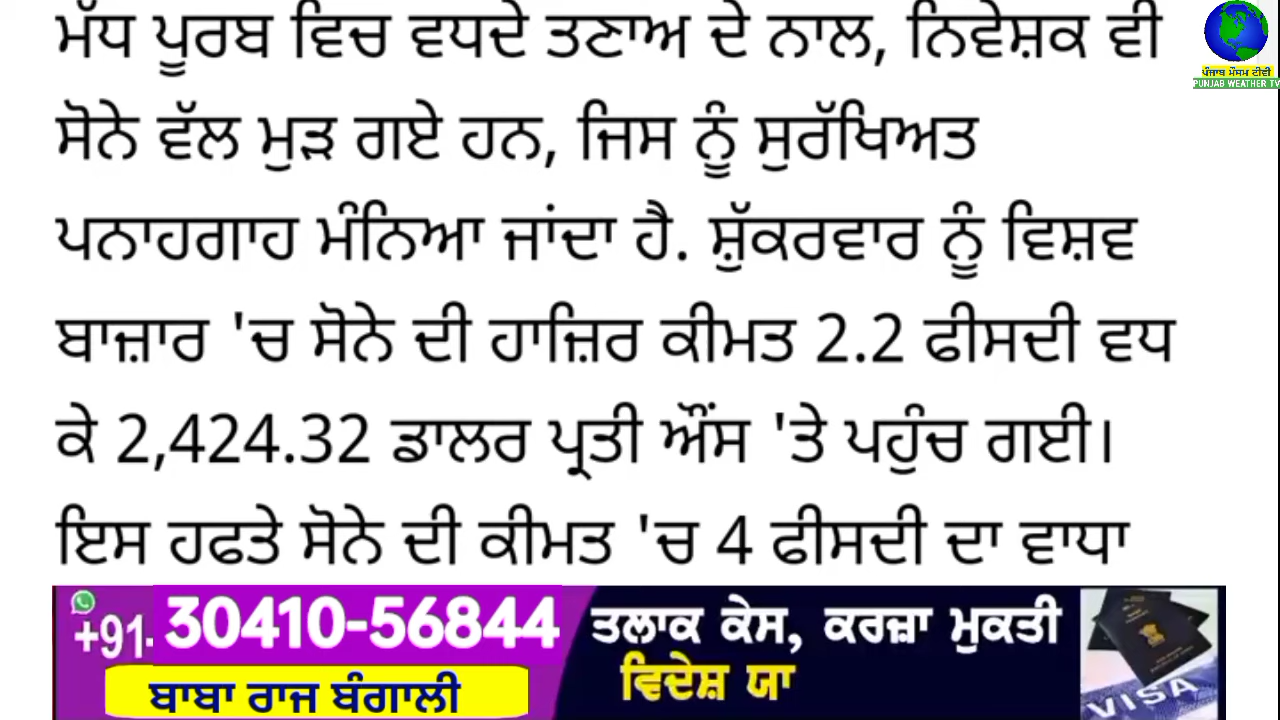 ਮੱਧ ਪੂਰਬ ਵਿਚ ਵਧਦੇ ਤਣਾਅ ਦੇ ਨਾਲ, ਨਿਵੇਸ਼ਕ ਵੀ
ਸੋਨੇ ਵੱਲ ਮੁੜ ਗਏ ਹਨ, ਜਿਸ ਨੂੰ ਸੁਰੱਖਿਅਤ
ਪਨਾਹਗਾਹ ਮੰਨਿਆ ਜਾਂਦਾ ਹੈ. ਸ਼ੁੱਕਰਵਾਰ ਨੂੰ ਵਿਸ਼ਵ
ਬਾਜ਼ਾਰ 'ਚ ਸੋਨੇ ਦੀ ਹਾਜ਼ਿਰ ਕੀਮਤ 2.2 ਫੀਸਦੀ ਵਧ
ਕੇ 2,424.32 ਡਾਲਰ ਪ੍ਰਤੀ ਔਂਸ 'ਤੇ ਪਹੁੰਚ ਗਈ।
ਇਸ ਹਫਤੇ ਸੋਨੇ ਦੀ ਕੀਮਤ 'ਚ 4 ਫੀਸਦੀ ਦਾ ਵਾਧਾ
ਪੰਜਾਬ ਮੌਸਮ ਟੀਵੀ
PUNJAB WEATHER TV
+91. 30410-56844
ਬਾਬਾ ਰਾਜ ਬੰਗਾਲੀ
ਤਲਾਕ ਕੇਸ, ਕਰਜ਼ਾ ਮੁਕਤੀ
ਵਿਦੇਸ਼ ਯਾ
VISA